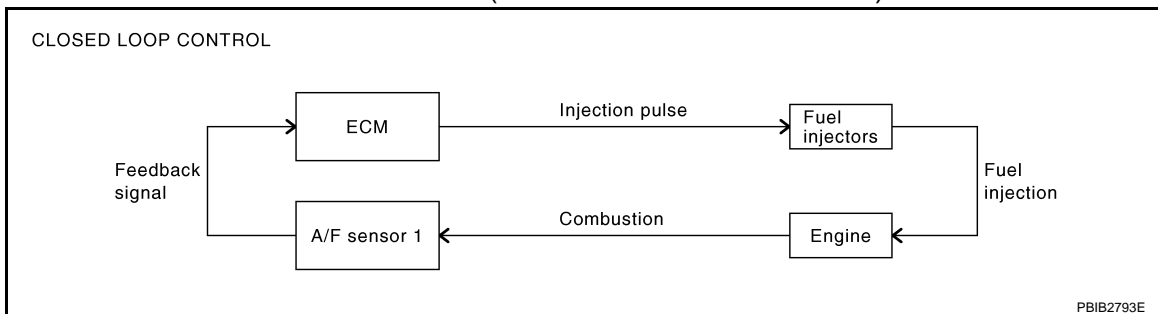 CLOSED LOOP CONTROL
ECM
Injection pulse
Fuel
injectors
Feedback
signal
Fuel
injection
A/F sensor 1
Combustion
Engine
PBIB2793E